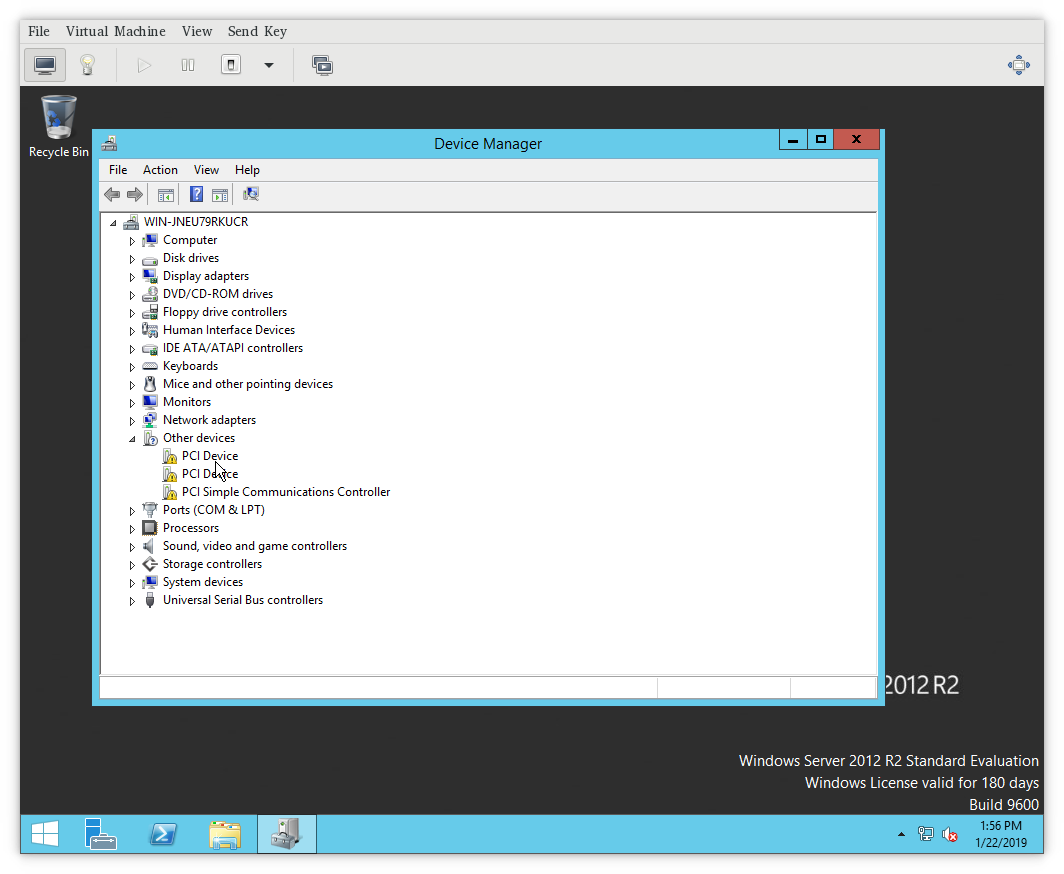 File Virtual Machine View Send Key
Recycle Bin
Device Manager
File Action View Help
WIN-JNEU79RKUCR
Computer
Disk drives
Display adapters
DVD/CD-ROM drives
Floppy drive controllers
Human Interface Devices
IDE ATA/ATAPI controllers
Keyboards
Mice and other pointing devices
Monitors
Network adapters
Other devices
PCI Device
PCI Device
PCI Simple Communications Controller
Ports (COM & LPT)
Processors
Sound, video and game controllers
Storage controllers
System devices
Universal Serial Bus controllers
2012 R2
Windows Server 2012 R2 Standard Evaluation
Windows License valid for 180 days
Build 9600
1:56 PM
1/22/2019